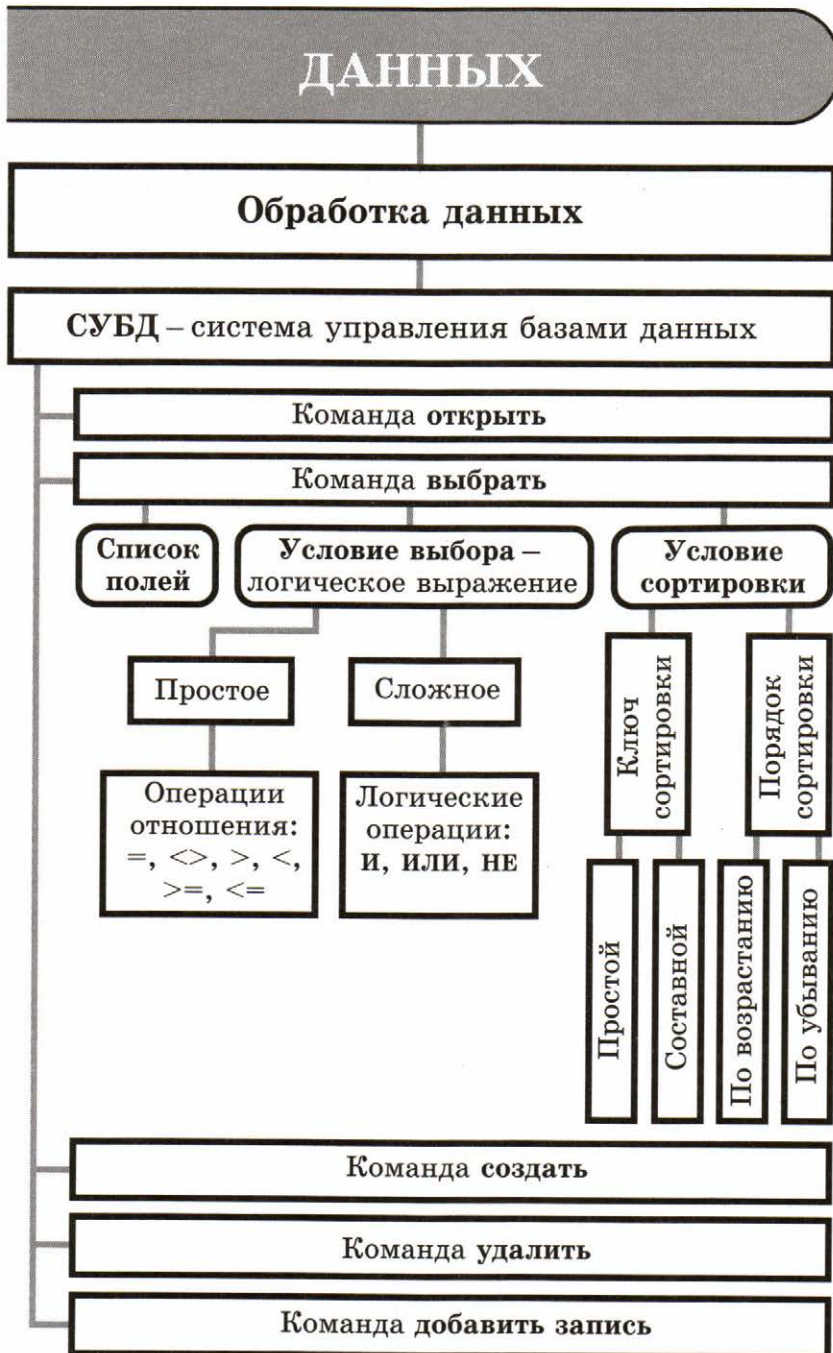 ДАННЫХ
Обработка данных
СУБД – система управления базами данных
Команда открыть
Команда выбрать
Список
полей
Условие выбора –
логическое выражение
Условие
сортировки
Простое
Сложное
Ключ
сортировки
Порядок
сортировки
Операции
отношения:
=, <>, >, <,
>=, <=
Логические
операции:
И, ИЛИ, НЕ
Простой
Составной
По возрастанию
По убыванию
Команда создать
Команда удалить
Команда добавить запись